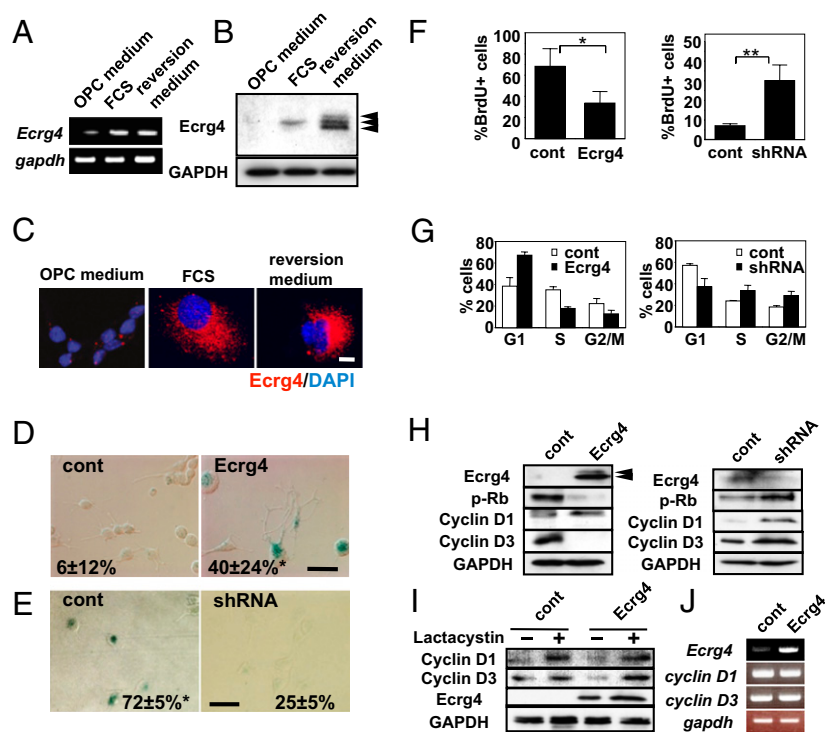 A
OPC medium
FCS
reversion
medium
Ecrg4
gapdh
B
OPC medium
FCS
reversion
medium
Ecrg4
GAPDH
C
OPC medium
FCS
reversion
medium
Ecrg4/DAPI
D
cont
6±12%
Ecrg4
40±24%*
E
cont
72±5%*
shRNA
25±5%
F
%BrdU+ cells
100
80
60
40
20
0
*
cont
Ecrg4
%BrdU+ cells
50
40
30
20
10
0
**
cont
shRNA
G
% cells
80
60
40
20
0
cont
Ecrg4
G1
S
G2/M
80
60
40
20
0
% cells
cont
shRNA
G1
S
G2/M
H
cont
Ecrg4
Ecrg4
p-Rb
Cyclin D1
Cyclin D3
GAPDH
cont
shRNA
Ecrg4
p-Rb
Cyclin D1
Cyclin D3
GAPDH
I
cont
Ecrg4
Lactacystin − + − +
Cyclin D1
Cyclin D3
Ecrg4
GAPDH
J
cont
Ecrg4
Ecrg4
cyclin D1
cyclin D3
gapdh